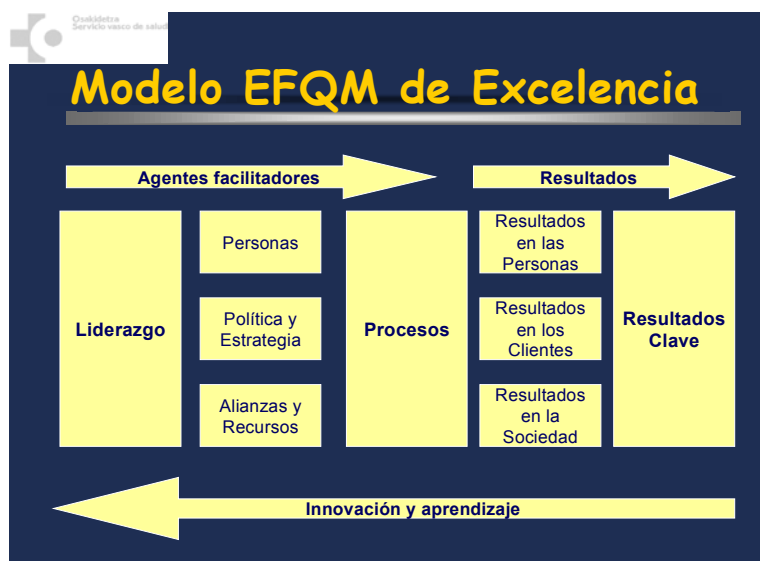 Osakidetza
Servicio vasco de salud
Modelo EFQM de Excelencia
Agentes facilitadores
Resultados
Liderazgo
Personas
Política y
Estrategia
Alianzas y
Recursos
Procesos
Resultados
en las
Personas
Resultados
en los
Clientes
Resultados
en la
Sociedad
Resultados
Clave
Innovación y aprendizaje